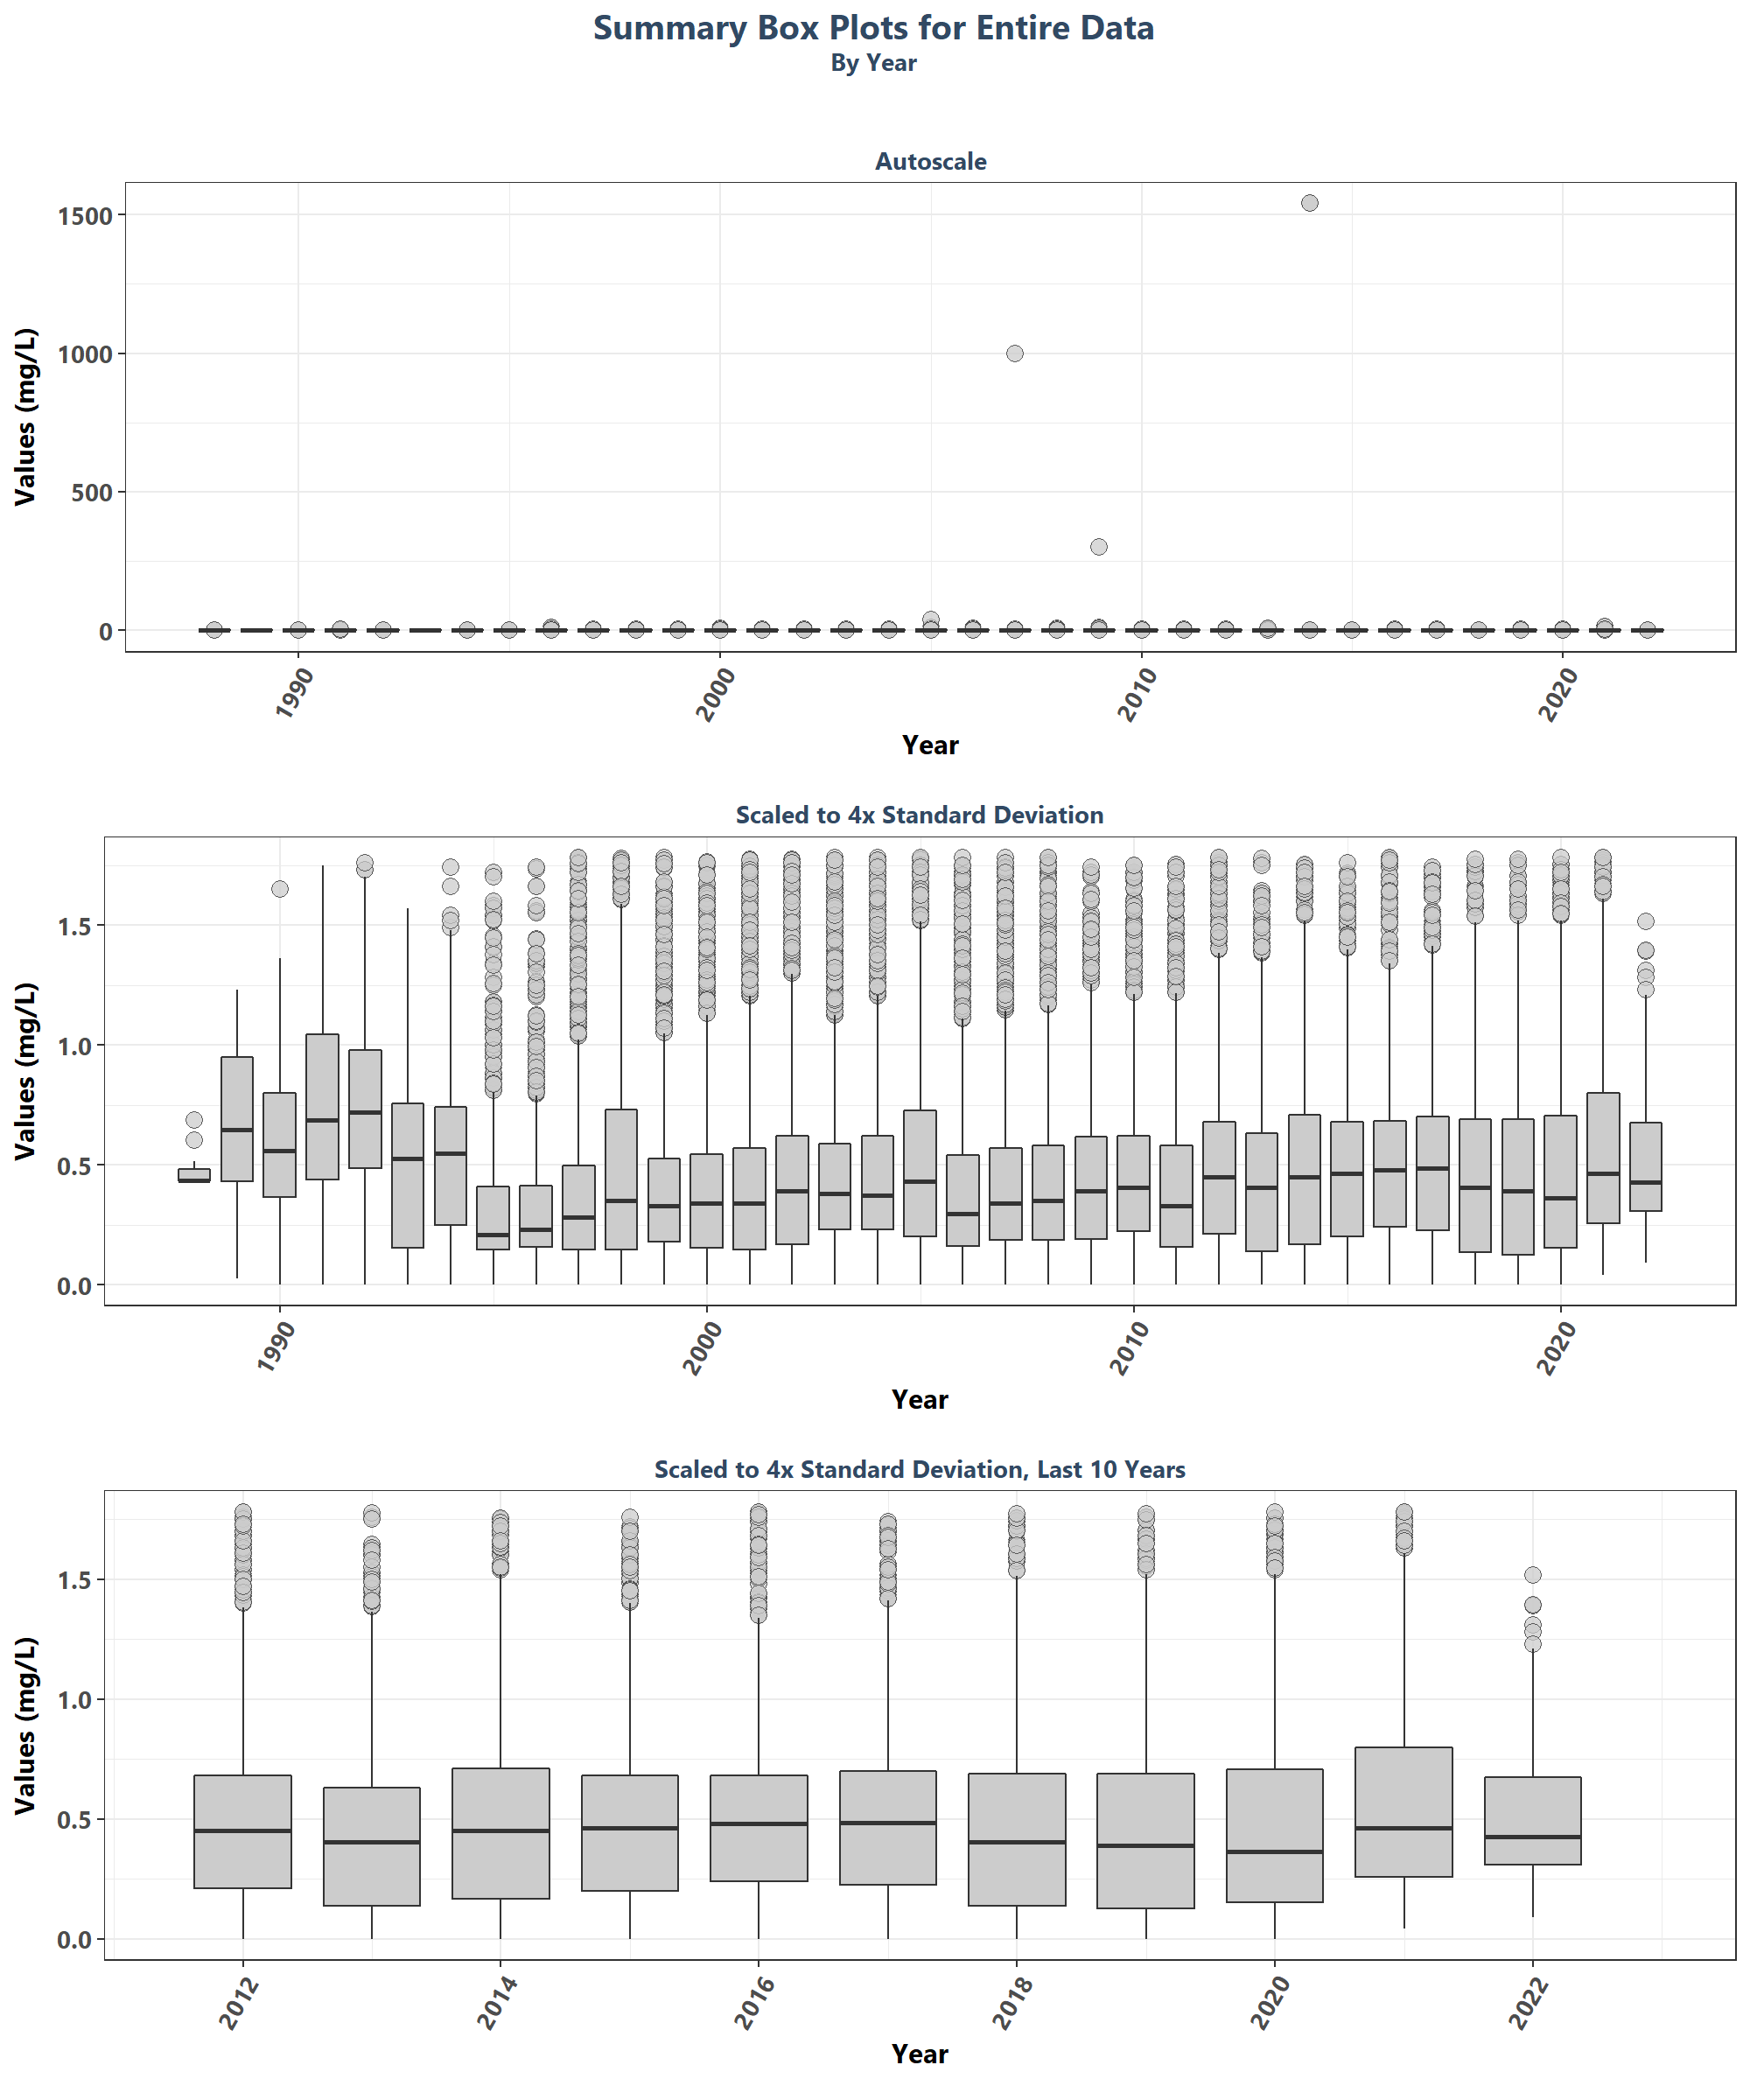 Summary Box Plots for Entire Data
By Year
Autoscale
Values (mg/L)
1500
1000
500
0
1990
2000
2010
2020
Year
Scaled to 4x Standard Deviation
Values (mg/L)
1.5
1.0
0.5
0.0
1990
2000
2010
2020
Year
Scaled to 4x Standard Deviation, Last 10 Years
Values (mg/L)
1.5
1.0
0.5
0.0
2012
2014
2016
2018
2020
2022
Year